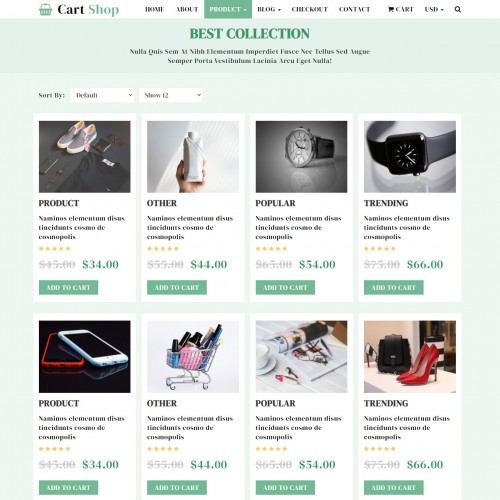 Cart Shop
HOME ABOUT PRODUCT BLOG CHECKOUT CONTACT CART USD
BEST COLLECTION
Nulla Quis Sem At Nibh Elementum Imperdiet Fusce Nec Tellus Sed Augue
Semper Porta Vestibulum Lacinia Arcu Eget Nulla!
Sort By: Default Show 12
PRODUCT
Naminos elementum disus
tincidunts cosmo de
cosmopolis
$45.00 $34.00
ADD TO CART
OTHER
Naminos elementum disus
tincidunts cosmo de
cosmopolis
$55.00 $44.00
ADD TO CART
POPULAR
Naminos elementum disus
tincidunts cosmo de
cosmopolis
$65.00 $54.00
ADD TO CART
TRENDING
Naminos elementum disus
tincidunts cosmo de
cosmopolis
$75.00 $66.00
ADD TO CART
PRODUCT
Naminos elementum disus
tincidunts cosmo de
cosmopolis
$45.00 $34.00
ADD TO CART
OTHER
Naminos elementum disus
tincidunts cosmo de
cosmopolis
$55.00 $44.00
ADD TO CART
POPULAR
Naminos elementum disus
tincidunts cosmo de
cosmopolis
$65.00 $54.00
ADD TO CART
TRENDING
Naminos elementum disus
tincidunts cosmo de
cosmopolis
$75.00 $66.00
ADD TO CART